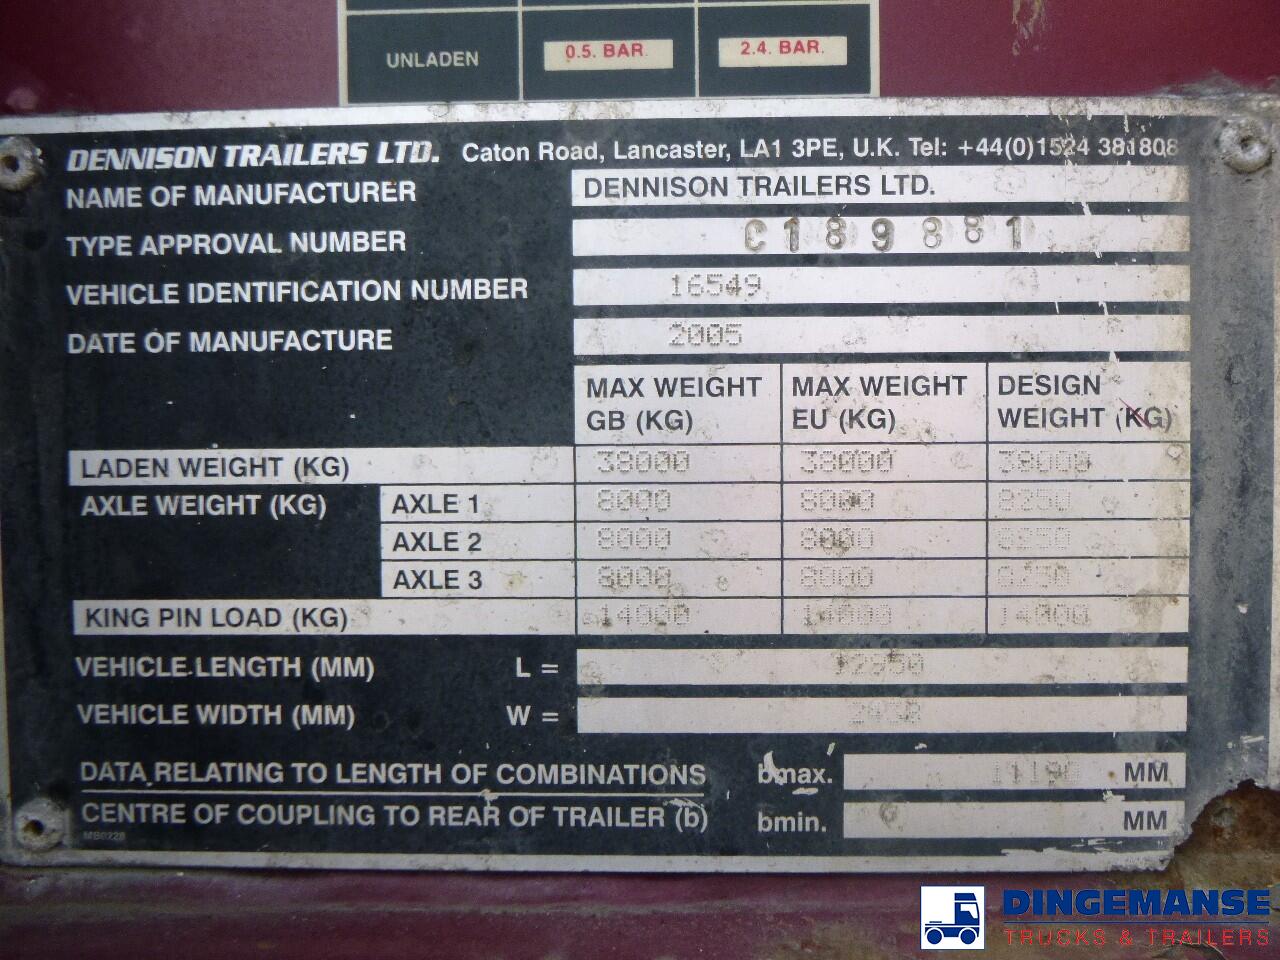 UNLADEN 0.5. BAR. 2.4. BAR.
DENNISON TRAILERS LTD. Caton Road, Lancaster, LA1 3PE, U.K. Tel: +44(0)1524 381808
NAME OF MANUFACTURER DENNISON TRAILERS LTD.
TYPE APPROVAL NUMBER C189881
VEHICLE IDENTIFICATION NUMBER 16549
DATE OF MANUFACTURE 2005
MAX WEIGHT GB (KG) MAX WEIGHT EU (KG) DESIGN WEIGHT (KG)
LADEN WEIGHT (KG) 38000 38000 38000
AXLE WEIGHT (KG) AXLE 1 8000 8000 8250
AXLE 2 8000 8000 8250
AXLE 3 8000 8000 8250
KING PIN LOAD (KG) 14000 14000 14000
VEHICLE LENGTH (MM) L = 12850
VEHICLE WIDTH (MM) W =
DATA RELATING TO LENGTH OF COMBINATIONS bmax. MM
CENTRE OF COUPLING TO REAR OF TRAILER (b) bmin. MM
MB0228
DINGEMANSE
TRUCKS & TRAILERS